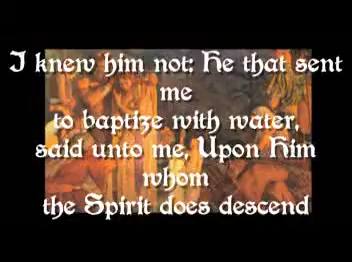 I knew him not: He that sent
me
to baptize with water,
said unto me, Upon Him
whom
the Spirit does descend